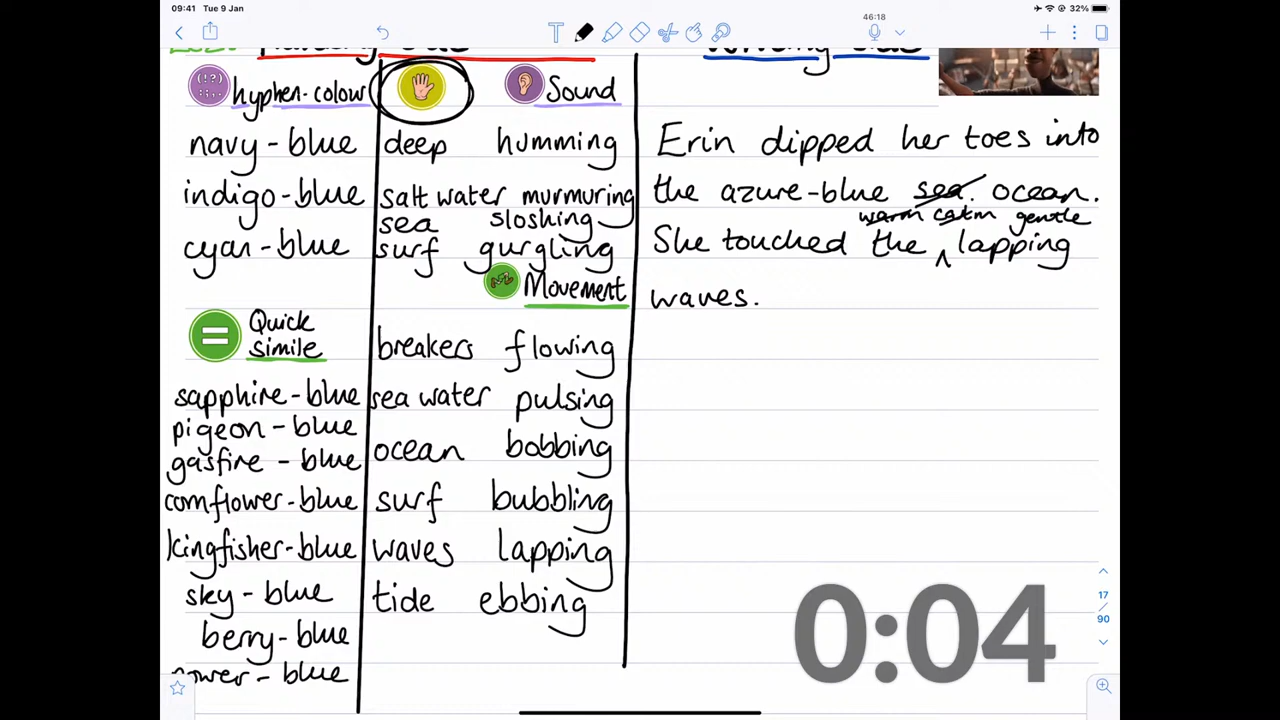 09:41 Tue 9 Jan
46:18
32%
Planning side
Writing side
(!?)
hyphen-colour
Sound
navy-blue
indigo-blue
cyan-blue
Quick
Simile
sapphire-blue
pigeon-blue
gasfire-blue
cornflower-blue
kingfisher-blue
sky-blue
berry-blue
-blue
deep humming
salt water murmuring
sea sloshing
surf gurgling
Movement
breakers flowing
sea water pulsing
ocean bobbing
surf bubbling
waves lapping
tide ebbing
Erin dipped her toes into
the azure-blue sea. ocean.
warm calm gentle
She touched the lapping
waves.
0:04
17
90